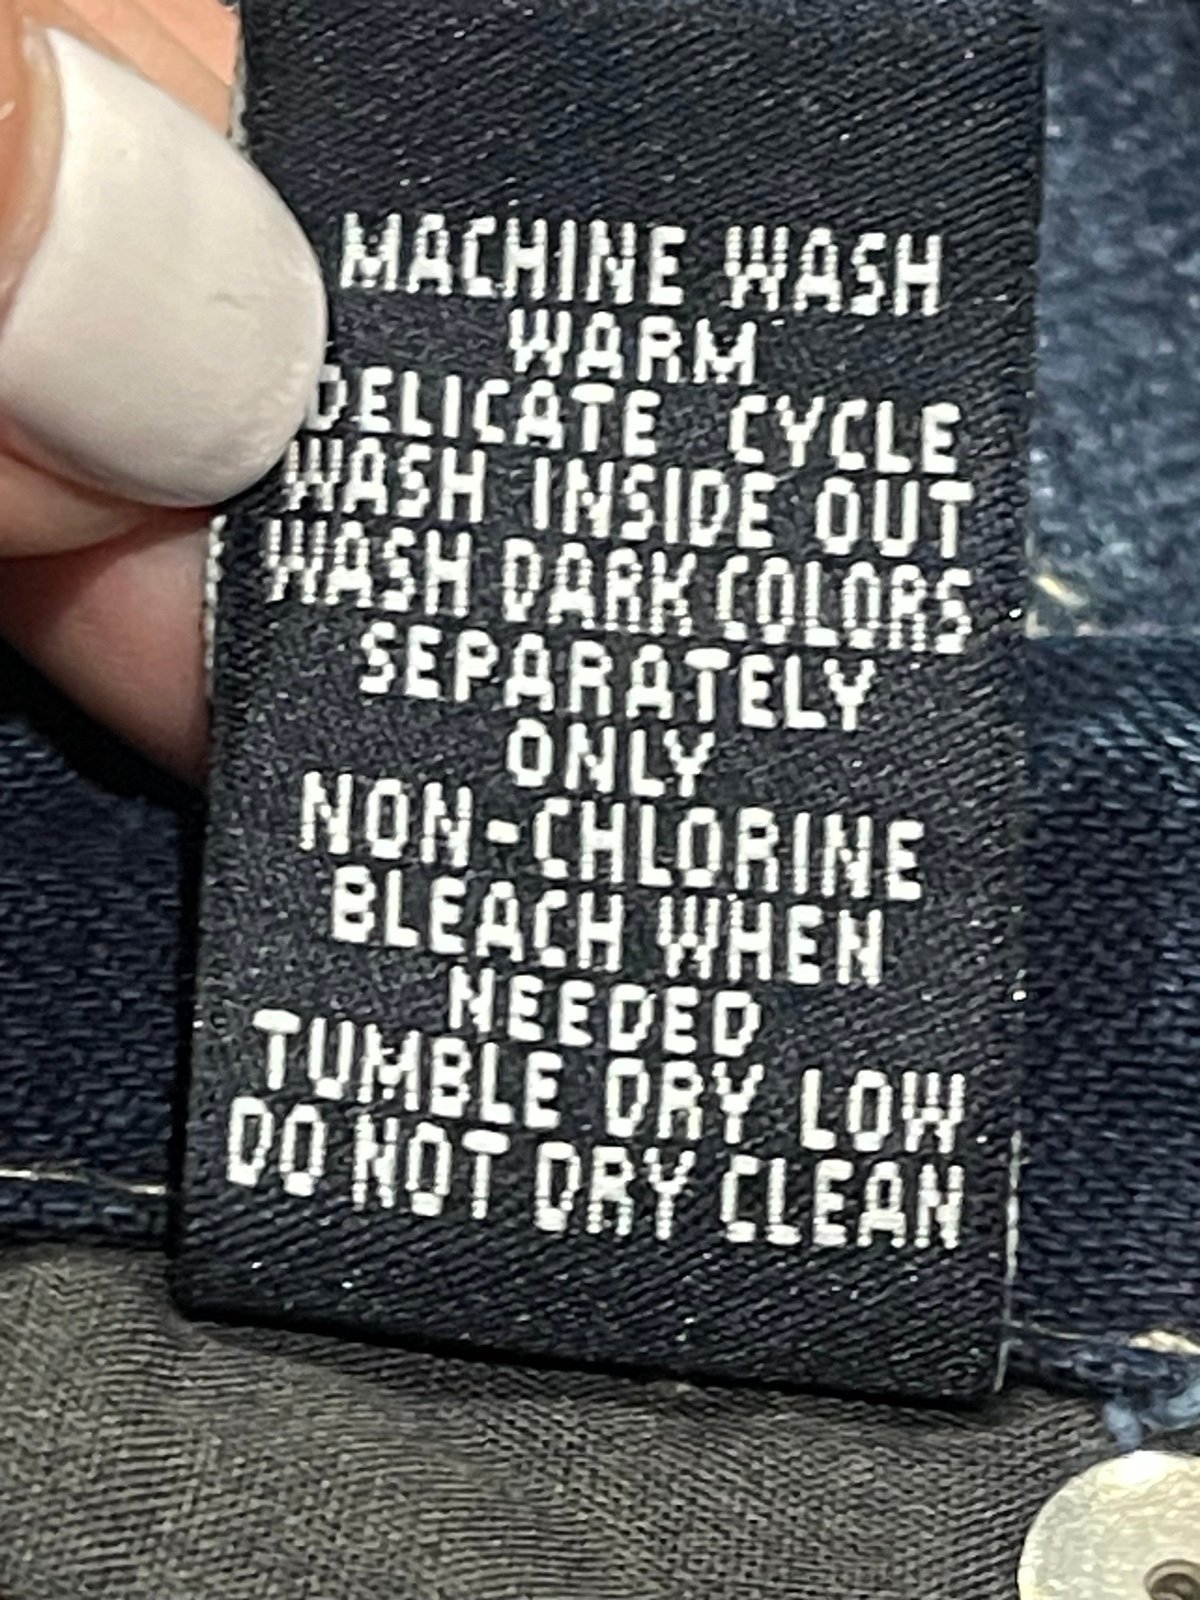 MACHINE WASH
WARM
DELICATE CYCLE
WASH INSIDE OUT
WASH DARK COLORS
SEPARATELY
ONLY
NON-CHLORINE
BLEACH WHEN
NEEDED
TUMBLE DRY LOW
DO NOT DRY CLEAN